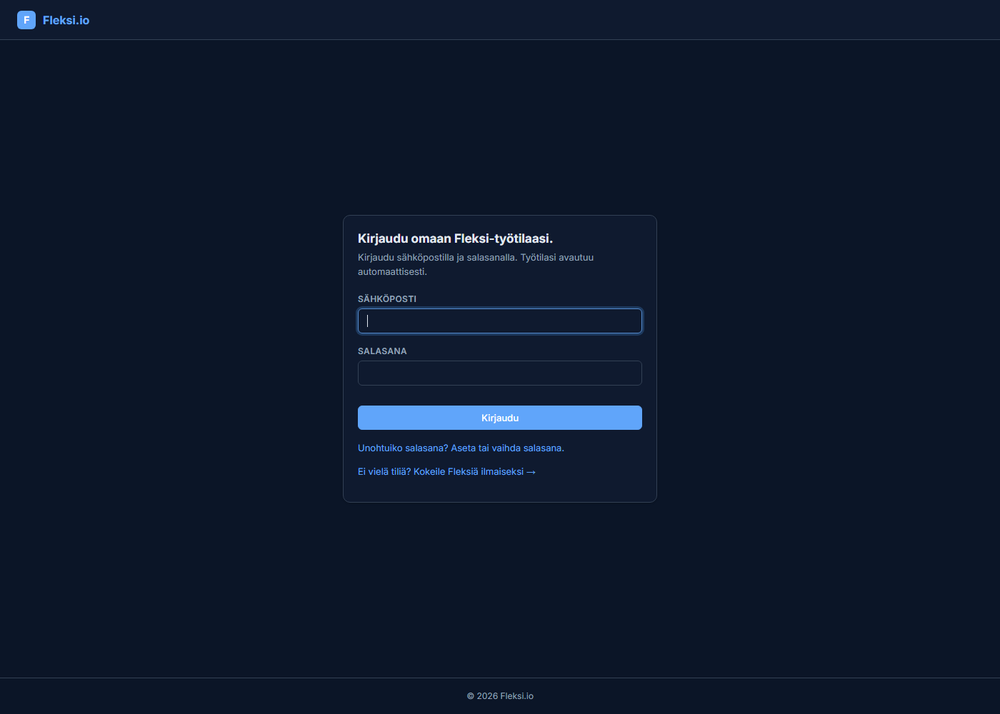 F Fleksi.io
Kirjaudu omaan Fleksi-työtilaasi.
Kirjaudu sähköpostilla ja salasanalla. Työtilasi avautuu
automaattisesti.
SÄHKÖPOSTI
SALASANA
Kirjaudu
Unohtuiko salasana? Aseta tai vaihda salasana.
Ei vielä tiliä? Kokeile Fleksiä ilmaiseksi →
© 2026 Fleksi.io